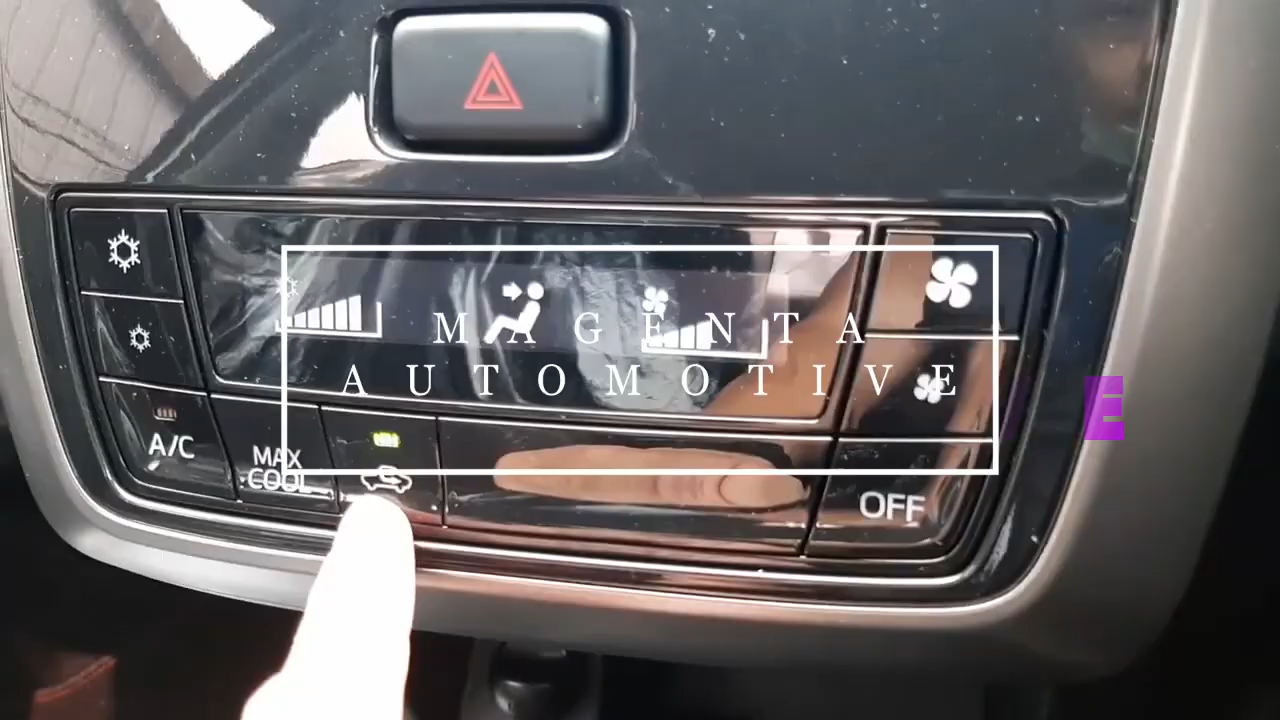 M A G E N T A
A U T O M O T I V E
E
A/C
MAX
COOL
OFF